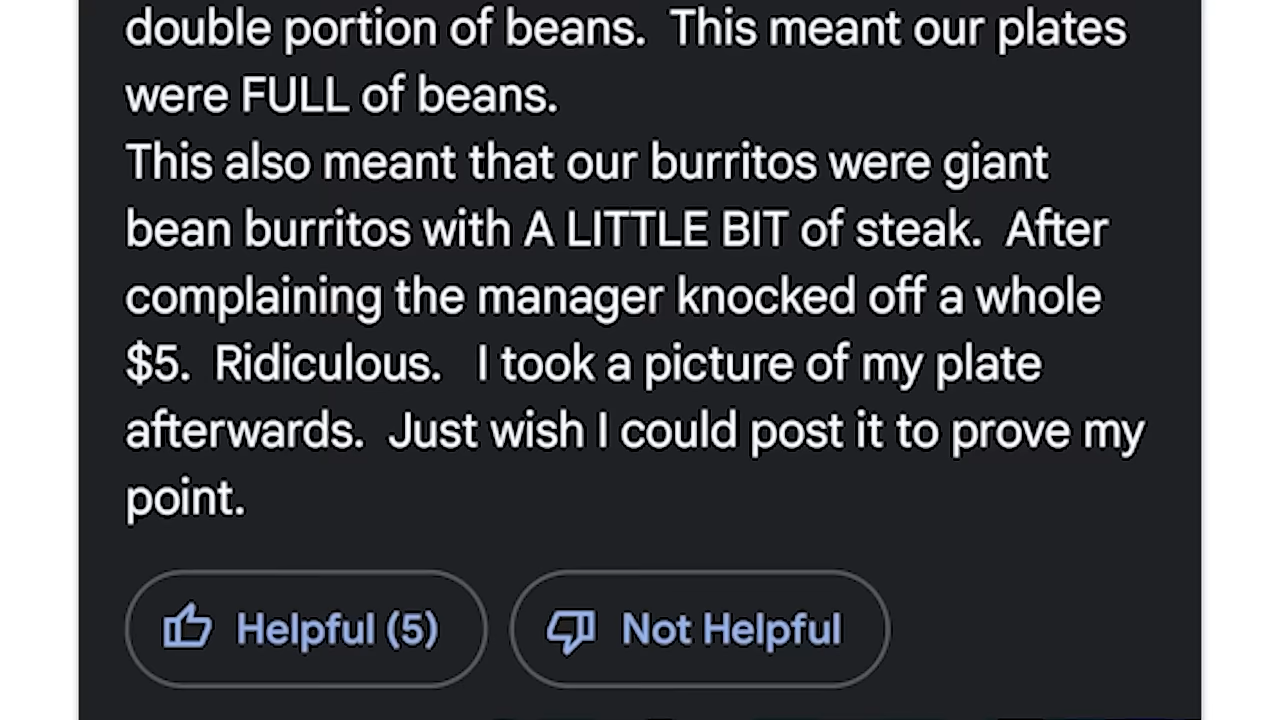 double portion of beans.  This meant our plates
were FULL of beans.
This also meant that our burritos were giant
bean burritos with A LITTLE BIT of steak.  After
complaining the manager knocked off a whole
$5.  Ridiculous.   I took a picture of my plate
afterwards.  Just wish I could post it to prove my
point.
Helpful (5) Not Helpful